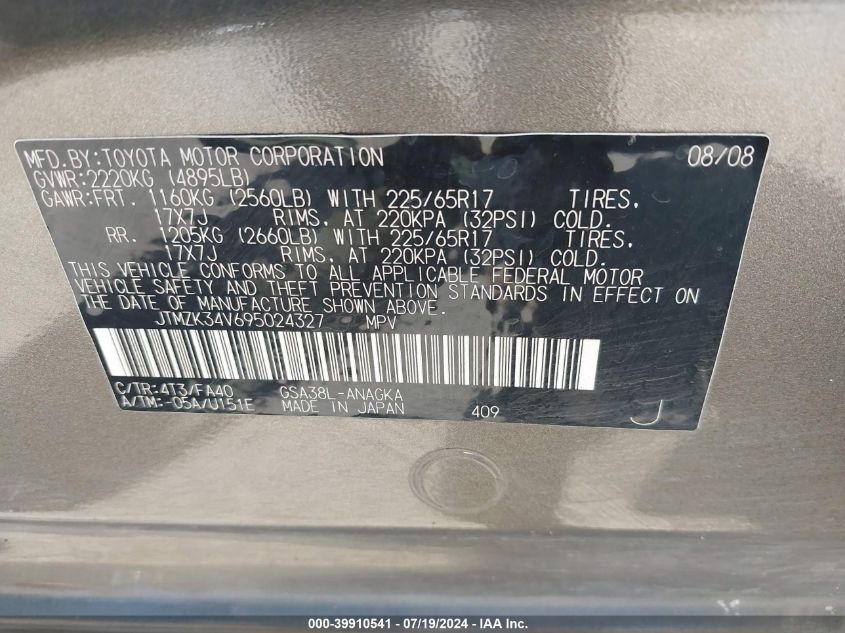 MFD.BY:TOYOTA MOTOR CORPORATION 08/08
GVWR:2220KG (4895LB)
GAWR:FRT. 1160KG (2560LB) WITH 225/65R17 TIRES,
17X7J RIMS, AT 220KPA (32PSI) COLD.
RR. 1205KG (2660LB) WITH 225/65R17 TIRES,
17X7J RIMS, AT 220KPA (32PSI) COLD.
THIS VEHICLE CONFORMS TO ALL APPLICABLE FEDERAL MOTOR
VEHICLE SAFETY AND THEFT PREVENTION STANDARDS IN EFFECT ON
THE DATE OF MANUFACTURE SHOWN ABOVE.
JTMZK34V695024327 MPV
C/TR:4T3/FA40 GSA38L-ANAGKA
A/TM:-05A/U151E MADE IN JAPAN 409 J
000-39910541 - 07/19/2024 - IAA Inc.